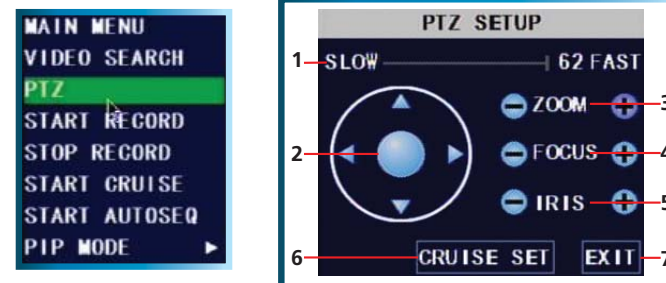 MAIN MENU
VIDEO SEARCH
PTZ
START RECORD
STOP RECORD
START CRUISE
START AUTOSEQ
PIP MODE
PTZ SETUP
1 SLOW 62 FAST
ZOOM 3
2 FOCUS 4
IRIS 5
6 CRUISE SET EXIT 7